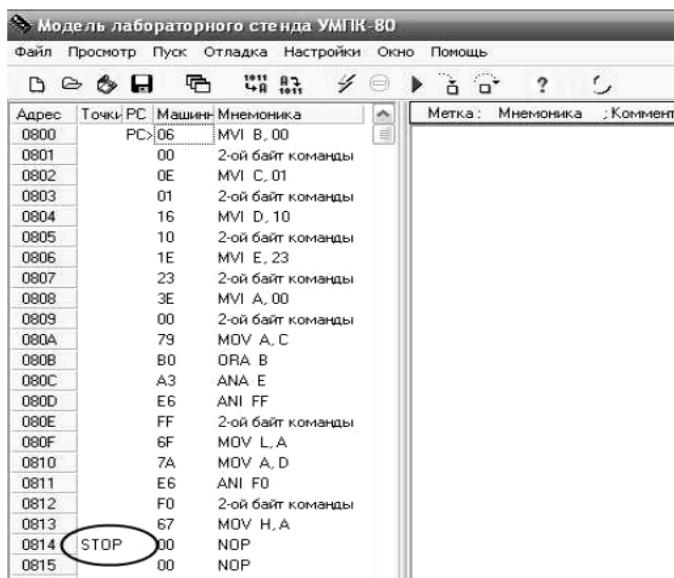 Модель лабораторного стенда УМПК-80
Файл Просмотр Пуск Отладка Настройки Окно Помощь
Адрес Точки PC Машинн Мнемоника
Метка: Мнемоника ;Коммент
0800 PC> 06 MVI B, 00
0801 00 2-ой байт команды
0802 0E MVI C, 01
0803 01 2-ой байт команды
0804 16 MVI D, 10
0805 10 2-ой байт команды
0806 1E MVI E, 23
0807 23 2-ой байт команды
0808 3E MVI A, 00
0809 00 2-ой байт команды
080A 79 MOV A, C
080B B0 ORA B
080C A3 ANA E
080D E6 ANI FF
080E FF 2-ой байт команды
080F 6F MOV L, A
0810 7A MOV A, D
0811 E6 ANI F0
0812 F0 2-ой байт команды
0813 67 MOV H, A
0814 STOP 00 NOP
0815 00 NOP